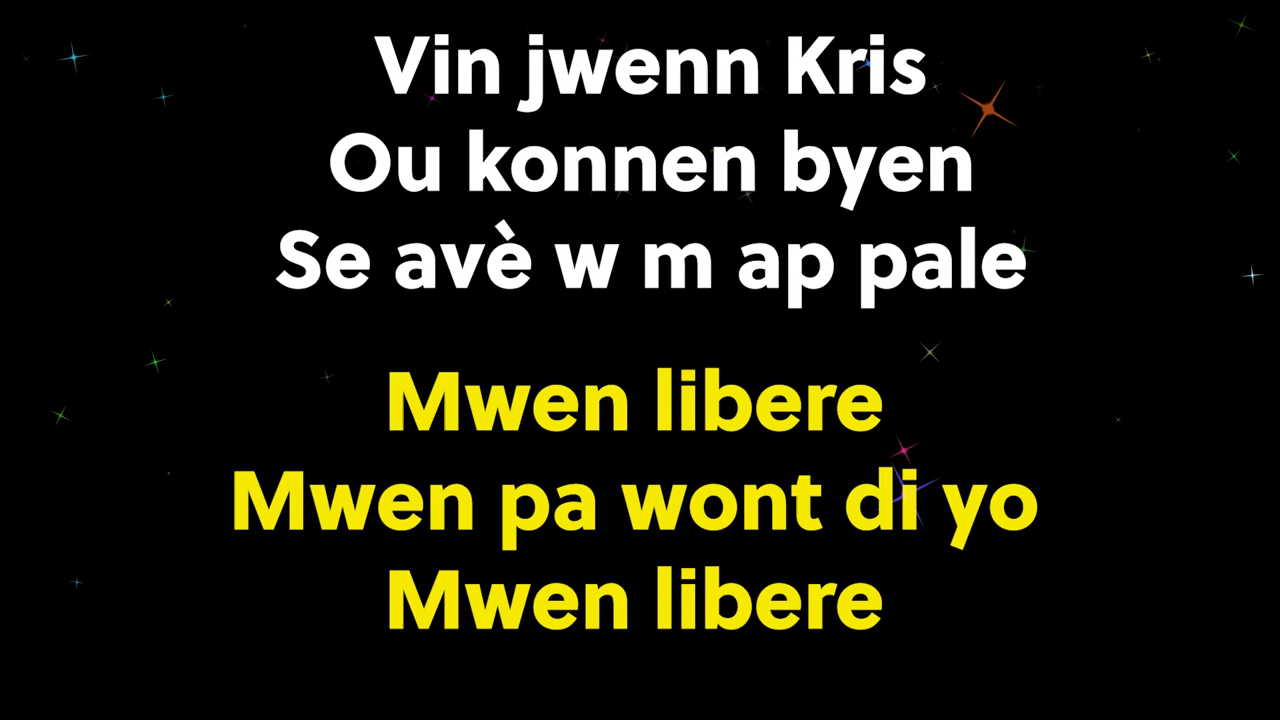 Vin jwenn Kris
Ou konnen byen
Se avè w m ap pale
Mwen libere
Mwen pa wont di yo
Mwen libere